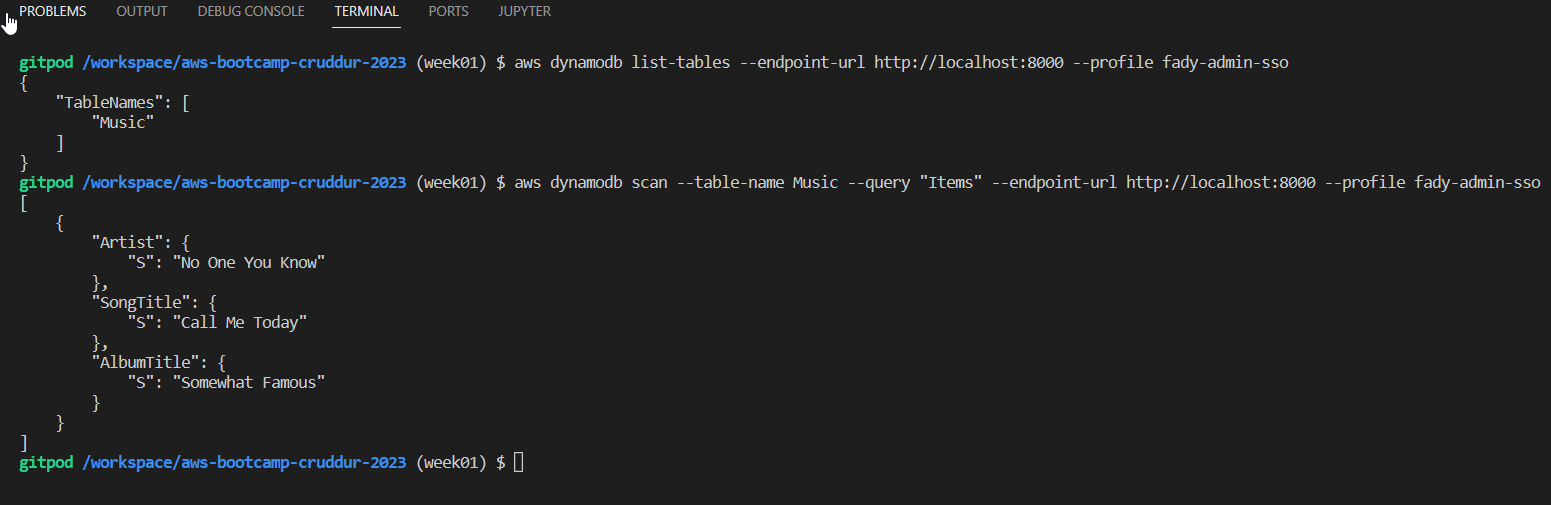 PROBLEMS OUTPUT DEBUG CONSOLE TERMINAL PORTS JUPYTER
gitpod /workspace/aws-bootcamp-cruddur-2023 (week01) $ aws dynamodb list-tables --endpoint-url http://localhost:8000 --profile fady-admin-sso
{
    "TableNames": [
        "Music"
    ]
}
gitpod /workspace/aws-bootcamp-cruddur-2023 (week01) $ aws dynamodb scan --table-name Music --query "Items" --endpoint-url http://localhost:8000 --profile fady-admin-sso
[
    {
        "Artist": {
            "S": "No One You Know"
        },
        "SongTitle": {
            "S": "Call Me Today"
        },
        "AlbumTitle": {
            "S": "Somewhat Famous"
        }
    }
]
gitpod /workspace/aws-bootcamp-cruddur-2023 (week01) $